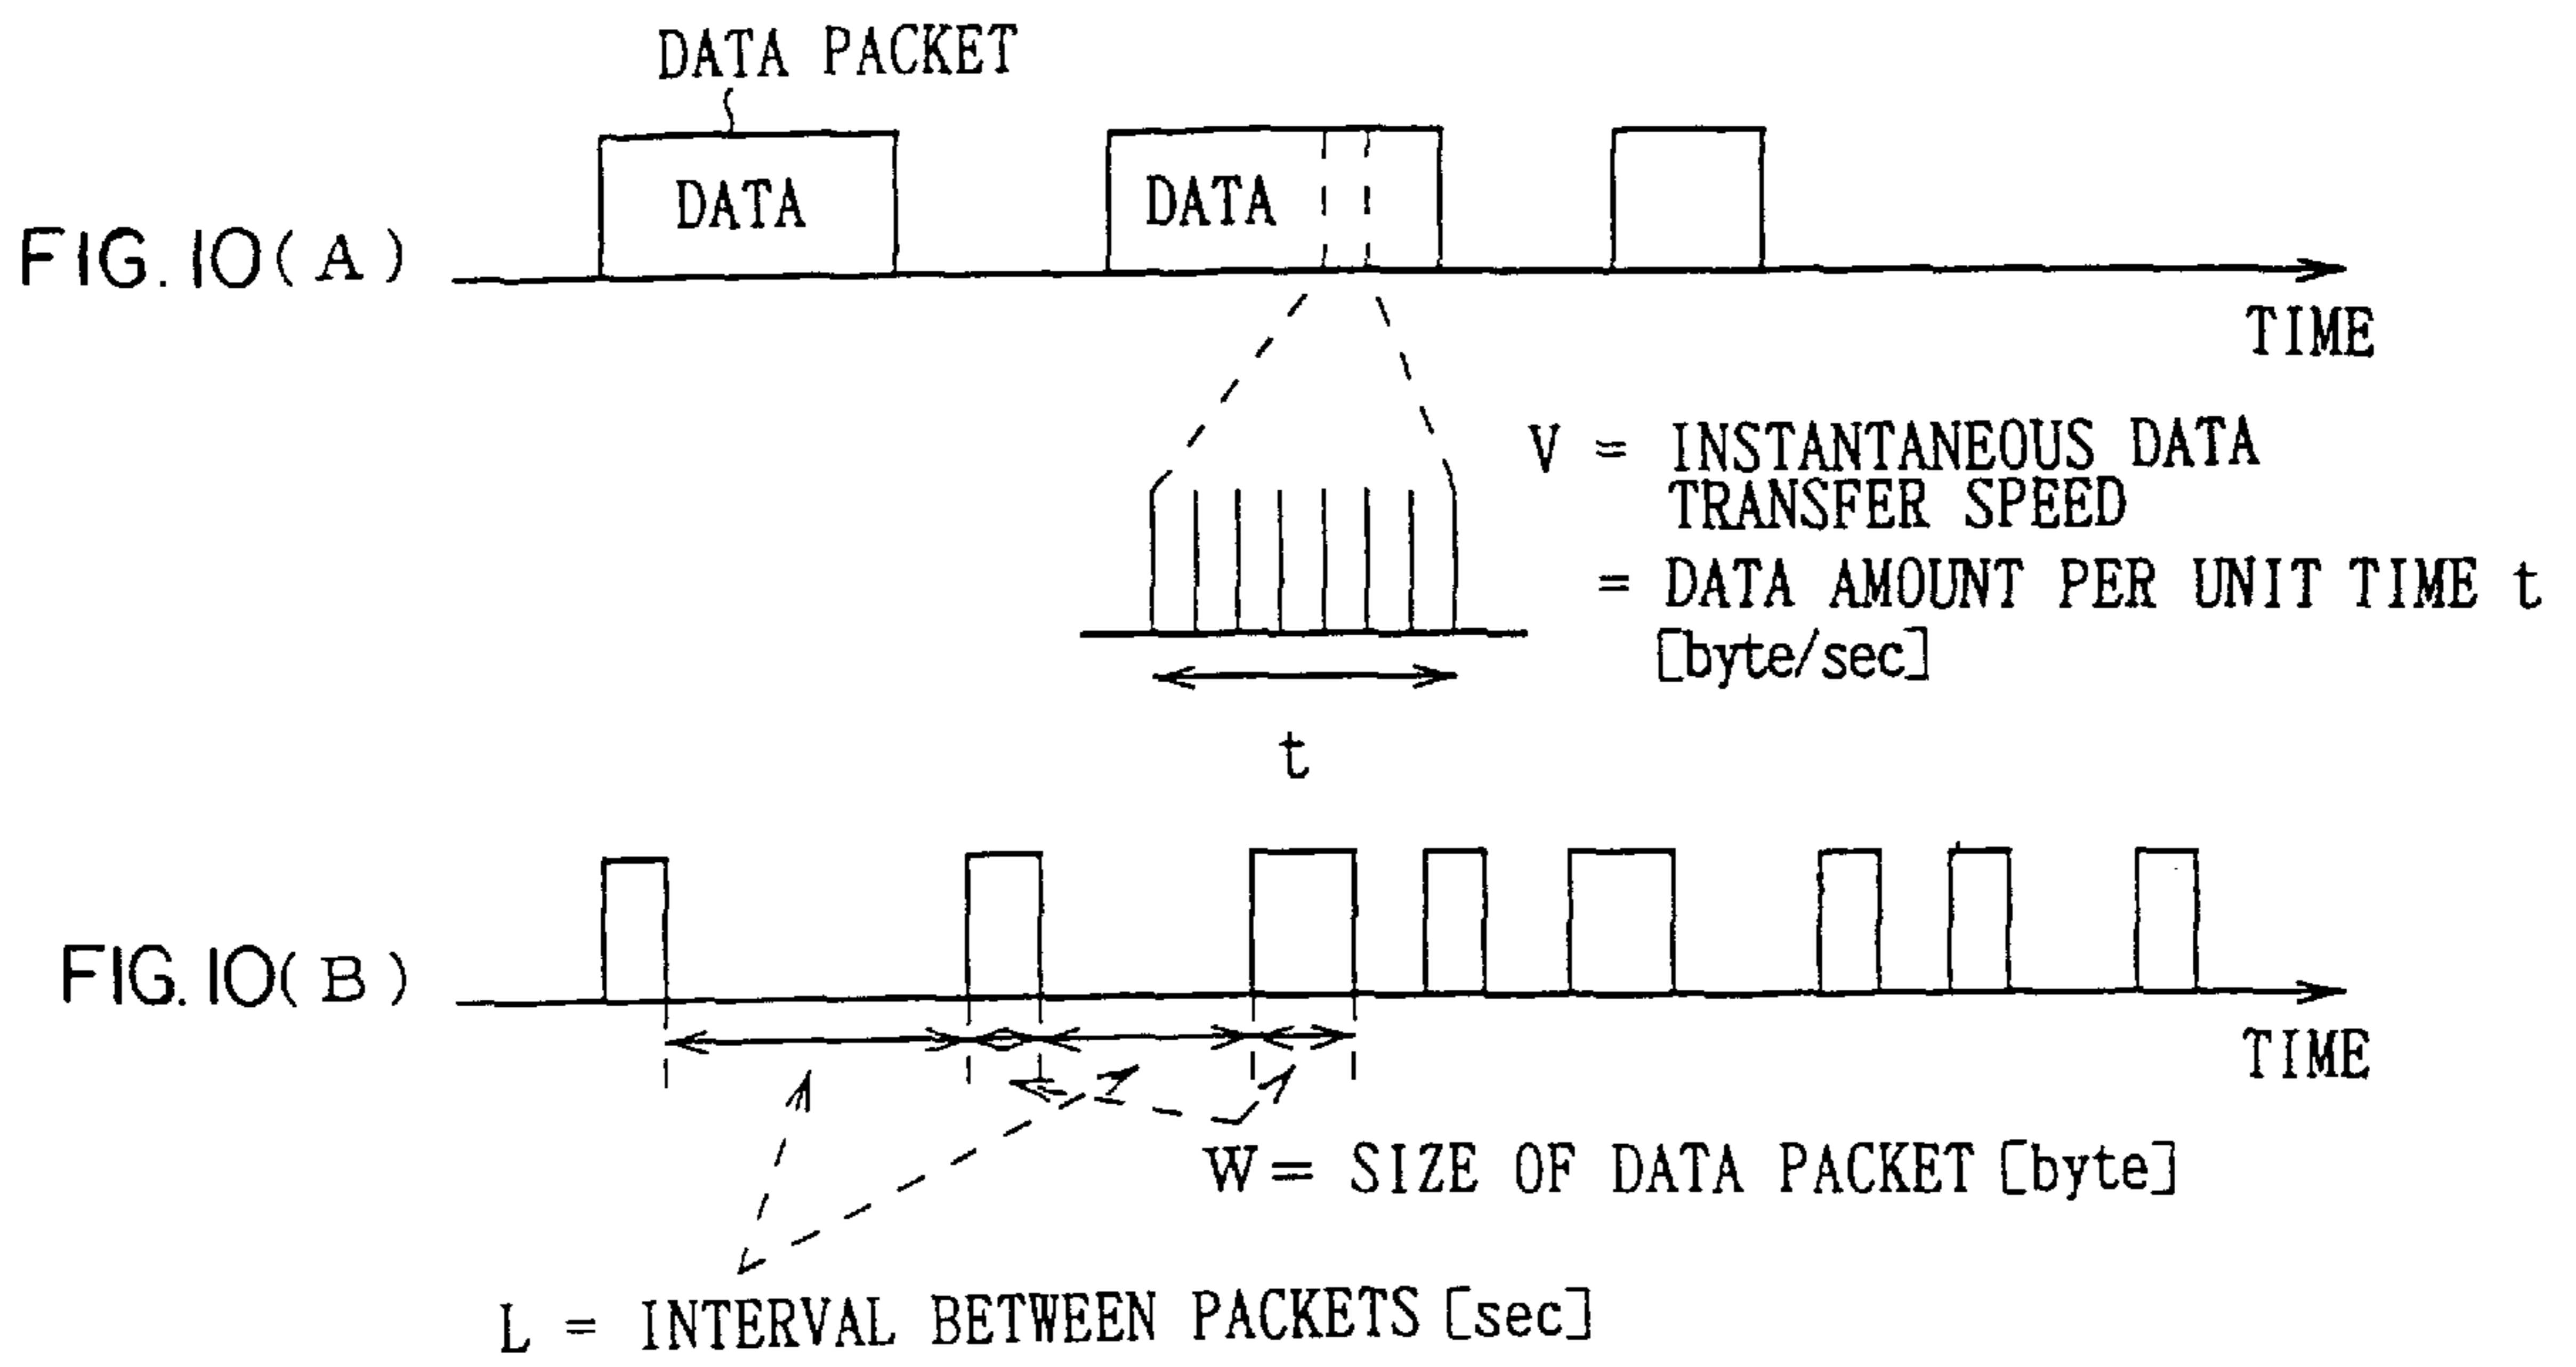 DATA PACKET
DATA
DATA
FIG. 10(A)
TIME
V = INSTANTANEOUS DATA
TRANSFER SPEED
= DATA AMOUNT PER UNIT TIME t
[byte/sec]
t
FIG. 10(B)
TIME
W = SIZE OF DATA PACKET [byte]
L = INTERVAL BETWEEN PACKETS [sec]